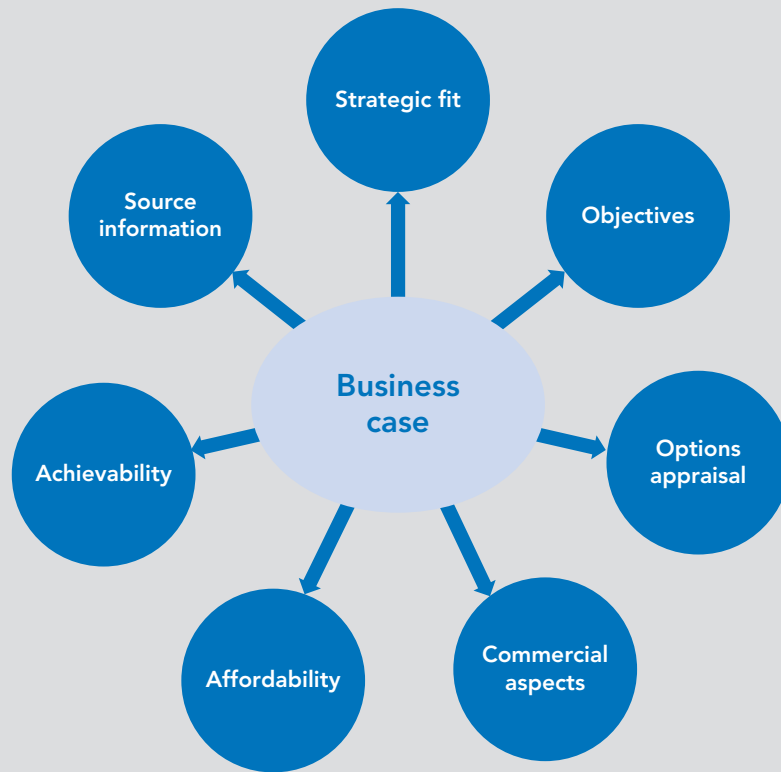 Strategic fit
Source
information
Objectives
Business
case
Options
appraisal
Achievability
Commercial
aspects
Affordability